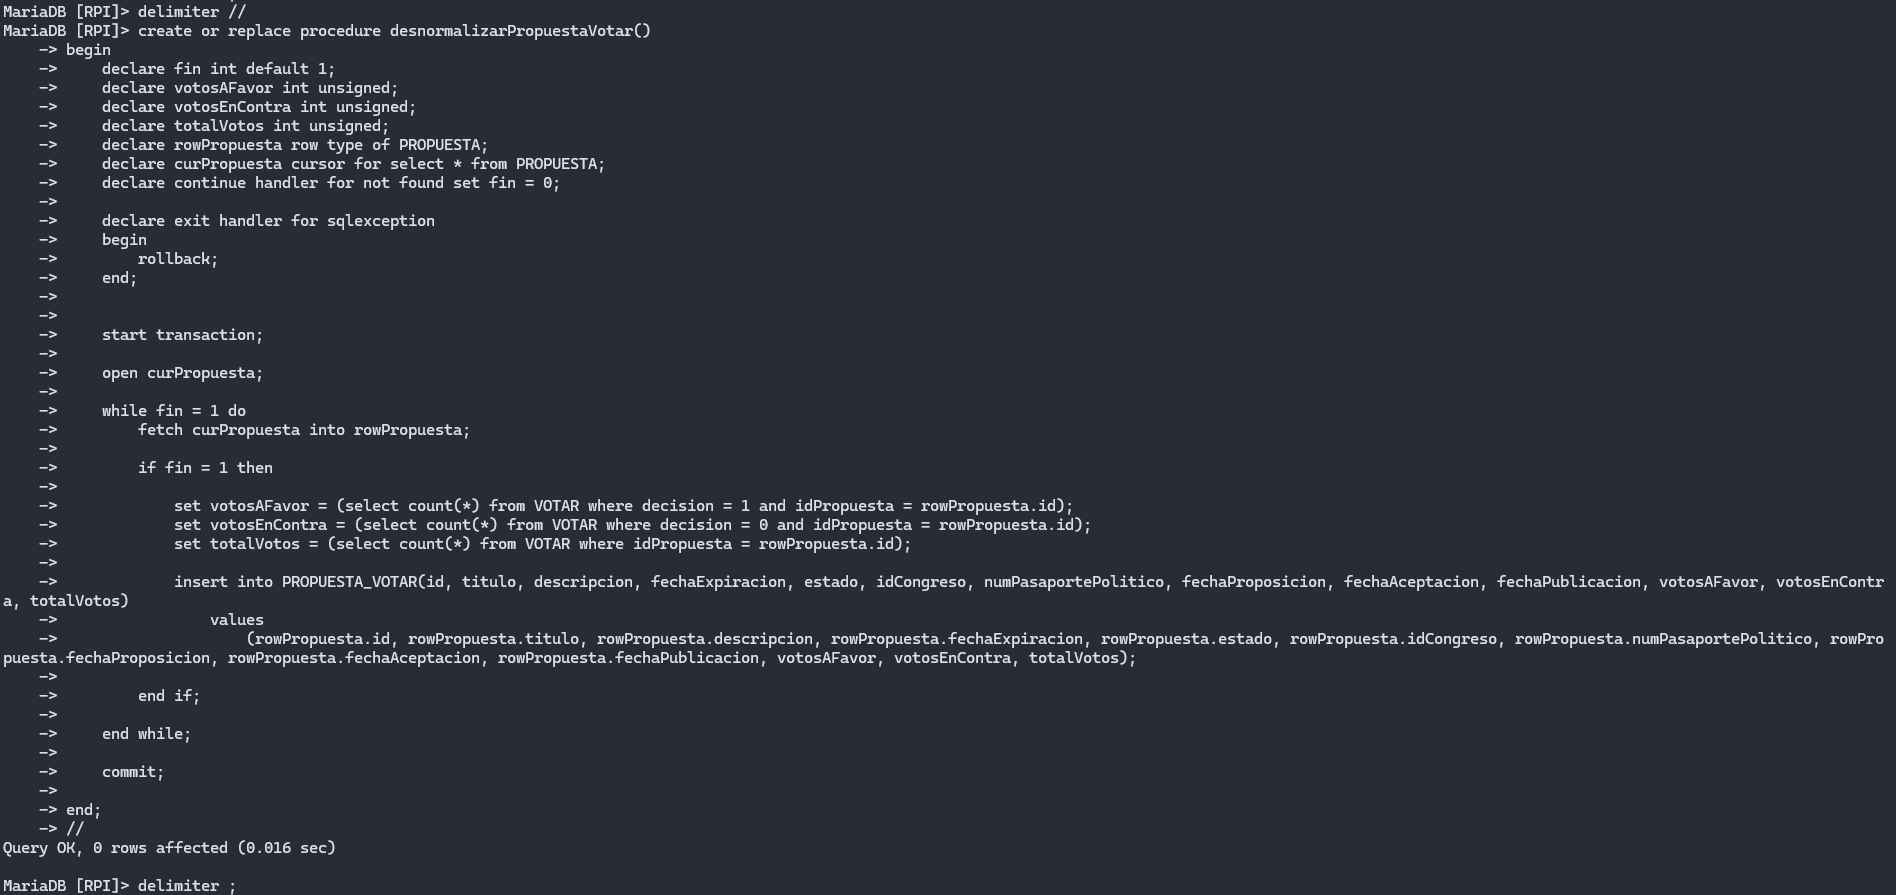 MariaDB [RPI]> delimiter //
MariaDB [RPI]> create or replace procedure desnormalizarPropuestaVotar()
    -> begin
    ->     declare fin int default 1;
    ->     declare votosAFavor int unsigned;
    ->     declare votosEnContra int unsigned;
    ->     declare totalVotos int unsigned;
    ->     declare rowPropuesta row type of PROPUESTA;
    ->     declare curPropuesta cursor for select * from PROPUESTA;
    ->     declare continue handler for not found set fin = 0;
    ->
    ->     declare exit handler for sqlexception
    ->     begin
    ->         rollback;
    ->     end;
    ->
    ->
    ->     start transaction;
    ->
    ->     open curPropuesta;
    ->
    ->     while fin = 1 do
    ->         fetch curPropuesta into rowPropuesta;
    ->
    ->         if fin = 1 then
    ->
    ->             set votosAFavor = (select count(*) from VOTAR where decision = 1 and idPropuesta = rowPropuesta.id);
    ->             set votosEnContra = (select count(*) from VOTAR where decision = 0 and idPropuesta = rowPropuesta.id);
    ->             set totalVotos = (select count(*) from VOTAR where idPropuesta = rowPropuesta.id);
    ->
    ->             insert into PROPUESTA_VOTAR(id, titulo, descripcion, fechaExpiracion, estado, idCongreso, numPasaportePolitico, fechaProposicion, fechaAceptacion, fechaPublicacion, votosAFavor, votosEnContr
a, totalVotos)
    ->                 values
    ->                     (rowPropuesta.id, rowPropuesta.titulo, rowPropuesta.descripcion, rowPropuesta.fechaExpiracion, rowPropuesta.estado, rowPropuesta.idCongreso, rowPropuesta.numPasaportePolitico, rowPro
puesta.fechaProposicion, rowPropuesta.fechaAceptacion, rowPropuesta.fechaPublicacion, votosAFavor, votosEnContra, totalVotos);
    ->
    ->         end if;
    ->
    ->     end while;
    ->
    ->     commit;
    ->
    -> end;
    -> //
Query OK, 0 rows affected (0.016 sec)

MariaDB [RPI]> delimiter ;